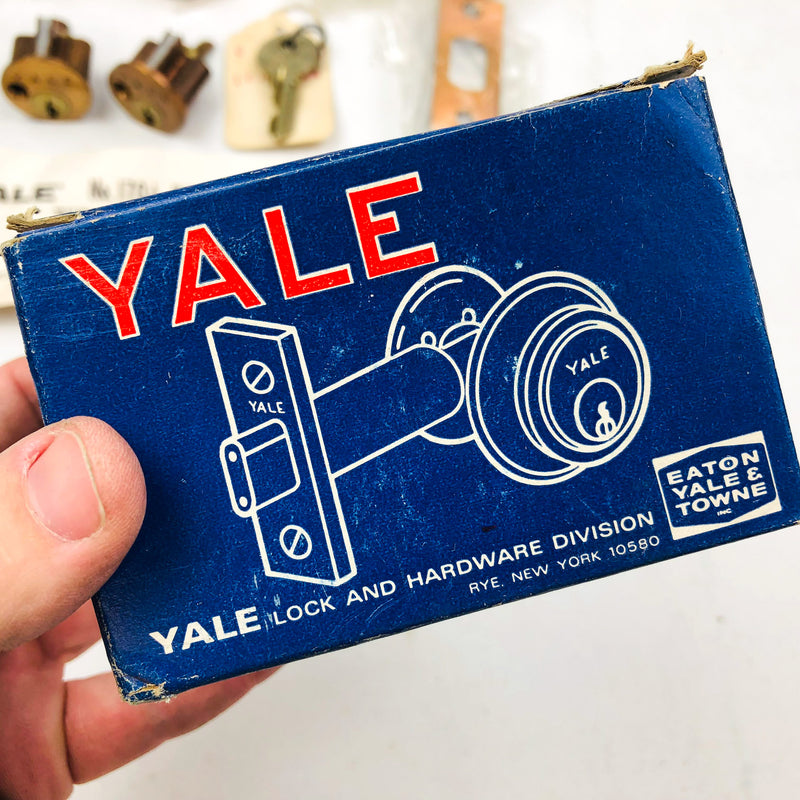 YALE
YALE
YALE
EATON
YALE &
TOWNE
INC
YALE LOCK AND HARDWARE DIVISION
RYE, NEW YORK 10580